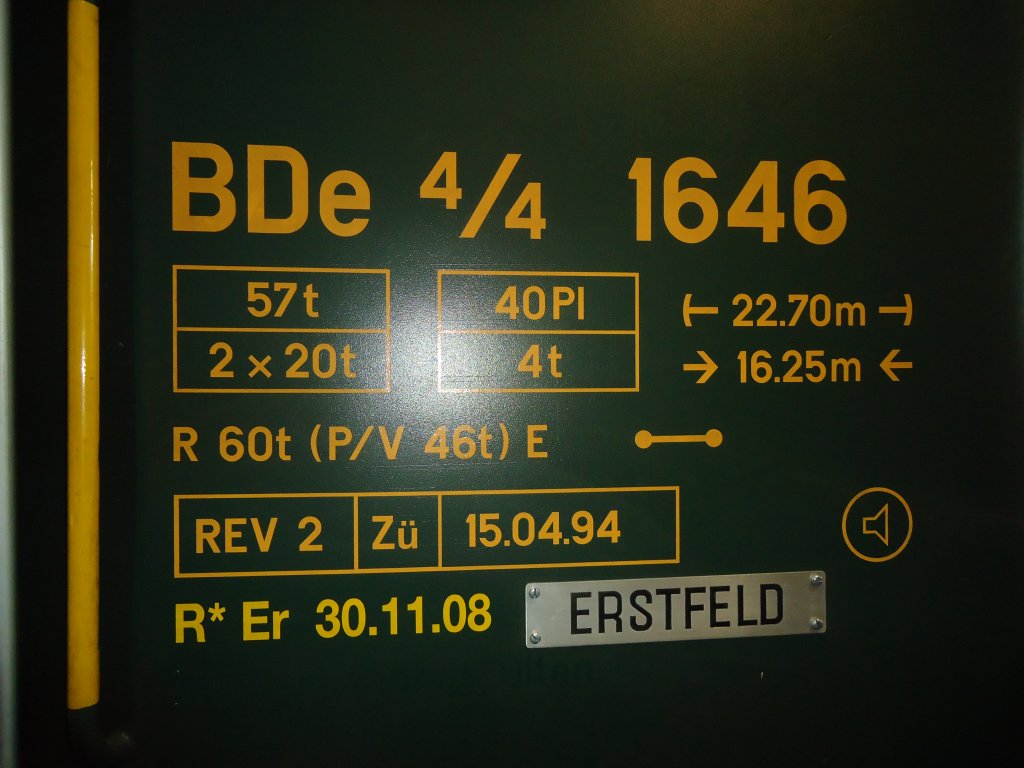 BDe 4/4 1646
57t 40Pl 22.70m
2 x 20t 4t 16.25m
R 60t (P/V 46t) E
REV 2 Zü 15.04.94
R* Er 30.11.08 ERSTFELD